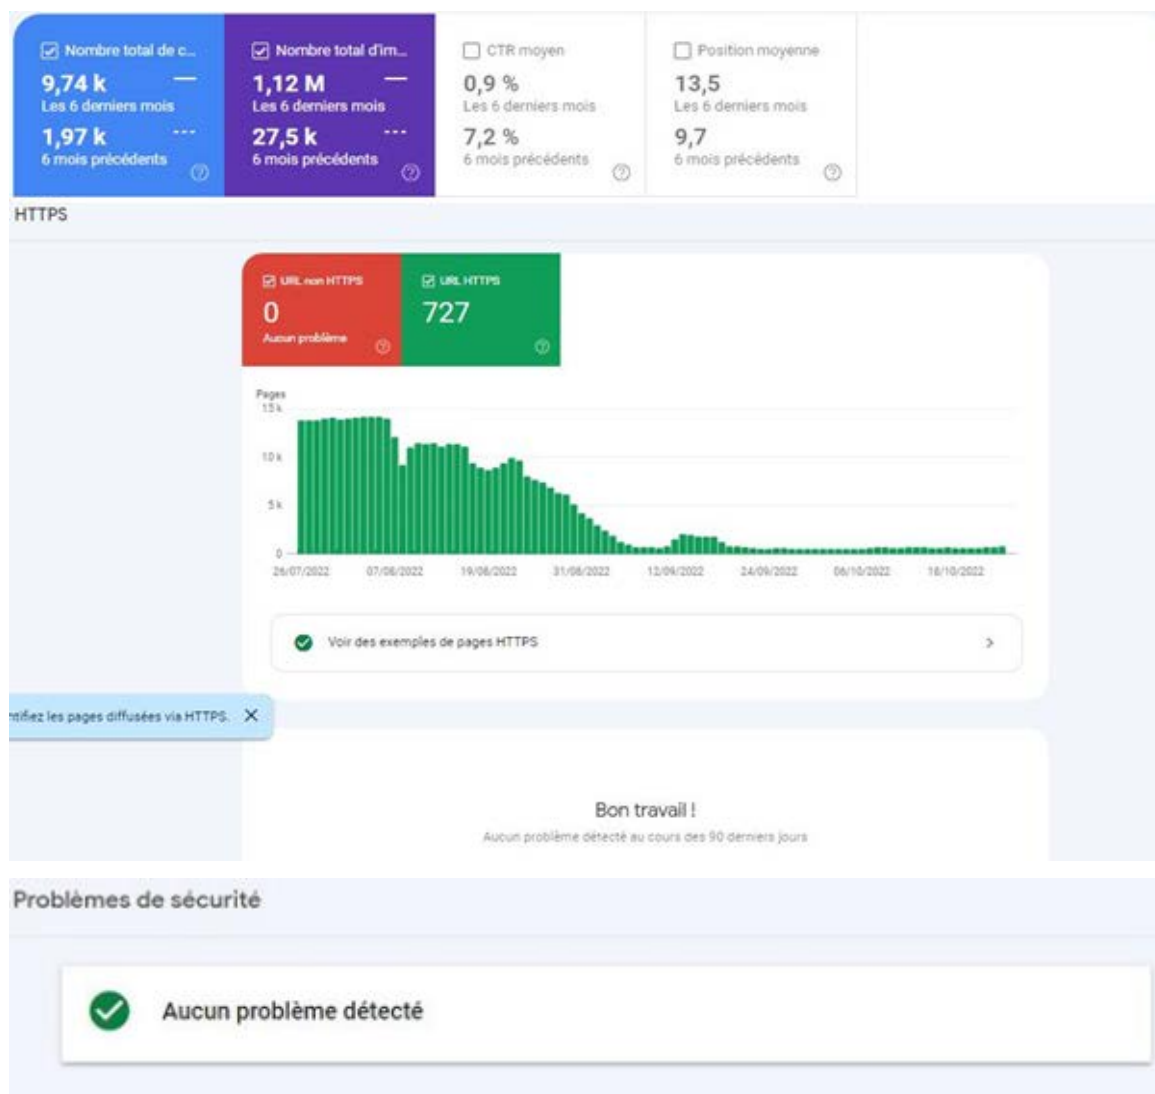 Nombre total de c...
9,74 k
Les 6 derniers mois
1,97 k
6 mois précédents
Nombre total d'im...
1,12 M
Les 6 derniers mois
27,5 k
6 mois précédents
CTR moyen
0,9 %
Les 6 derniers mois
7,2 %
6 mois précédents
Position moyenne
13,5
Les 6 derniers mois
9,7
6 mois précédents
HTTPS
URL non HTTPS
0
Aucun problème
URL HTTPS
727
Pages
15 k
10 k
5 k
0
26/07/2022 07/08/2022 19/08/2022 31/08/2022 12/09/2022 24/09/2022 06/10/2022 18/10/2022
Voir des exemples de pages HTTPS
ntifiez les pages diffusées via HTTPS.
Bon travail !
Aucun problème détecté au cours des 90 derniers jours
Problèmes de sécurité
Aucun problème détecté